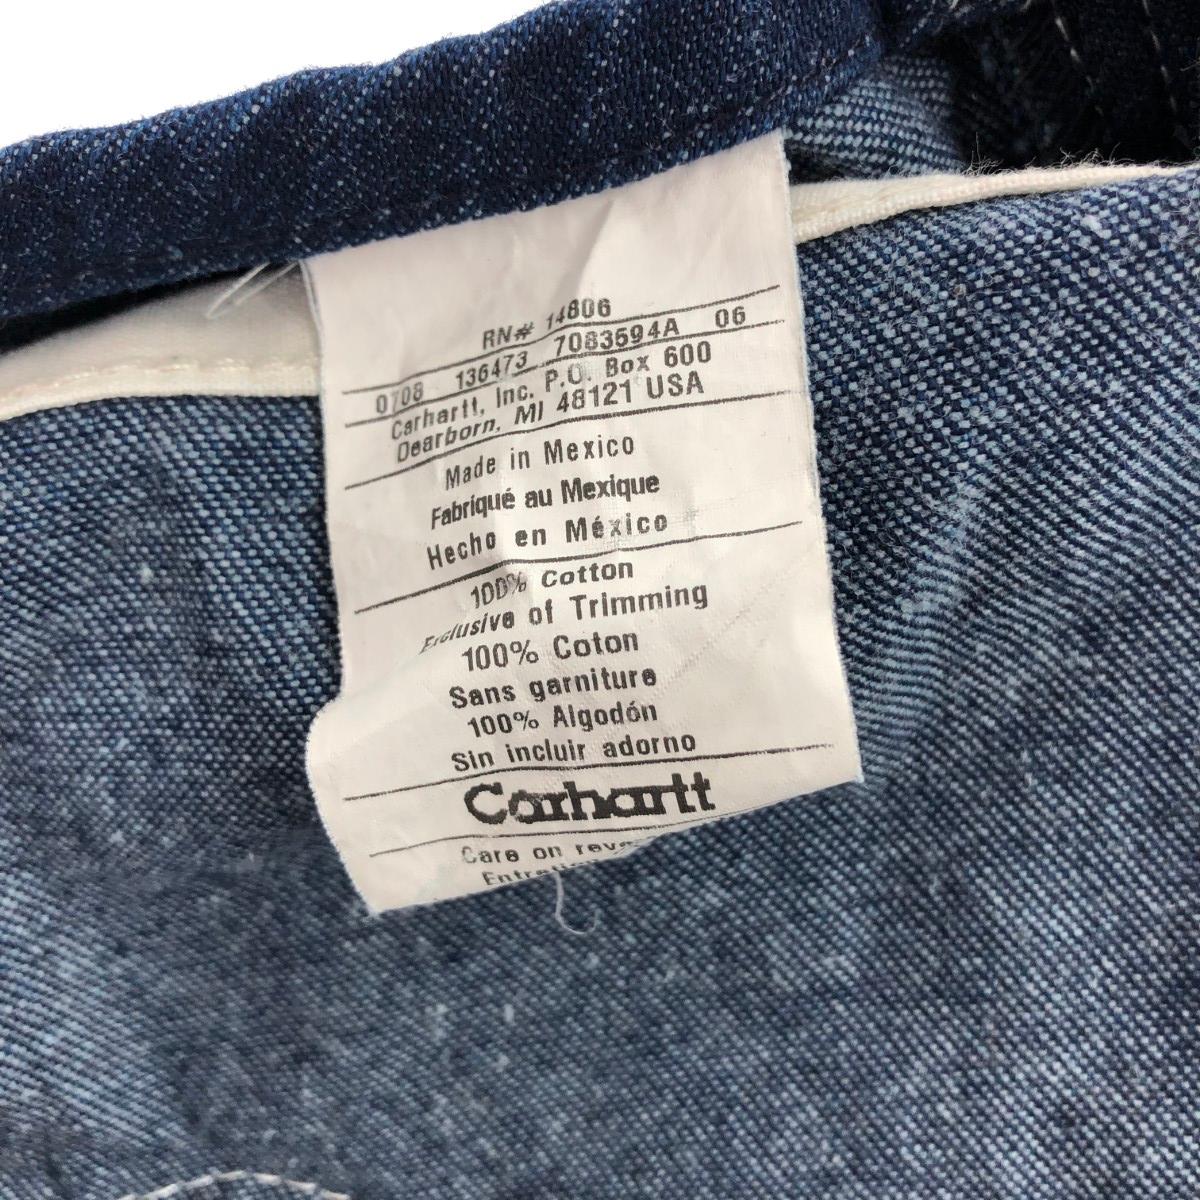 RN# 14806
0708 136473 7083594A 06
Carhartt, Inc. P.O. Box 600
Dearborn, MI 48121 USA
Made in Mexico
Fabriqué au Mexique
Hecho en México
100% Cotton
Exclusive of Trimming
100% Coton
Sans garniture
100% Algodón
Sin incluir adorno
Carhartt
Care on